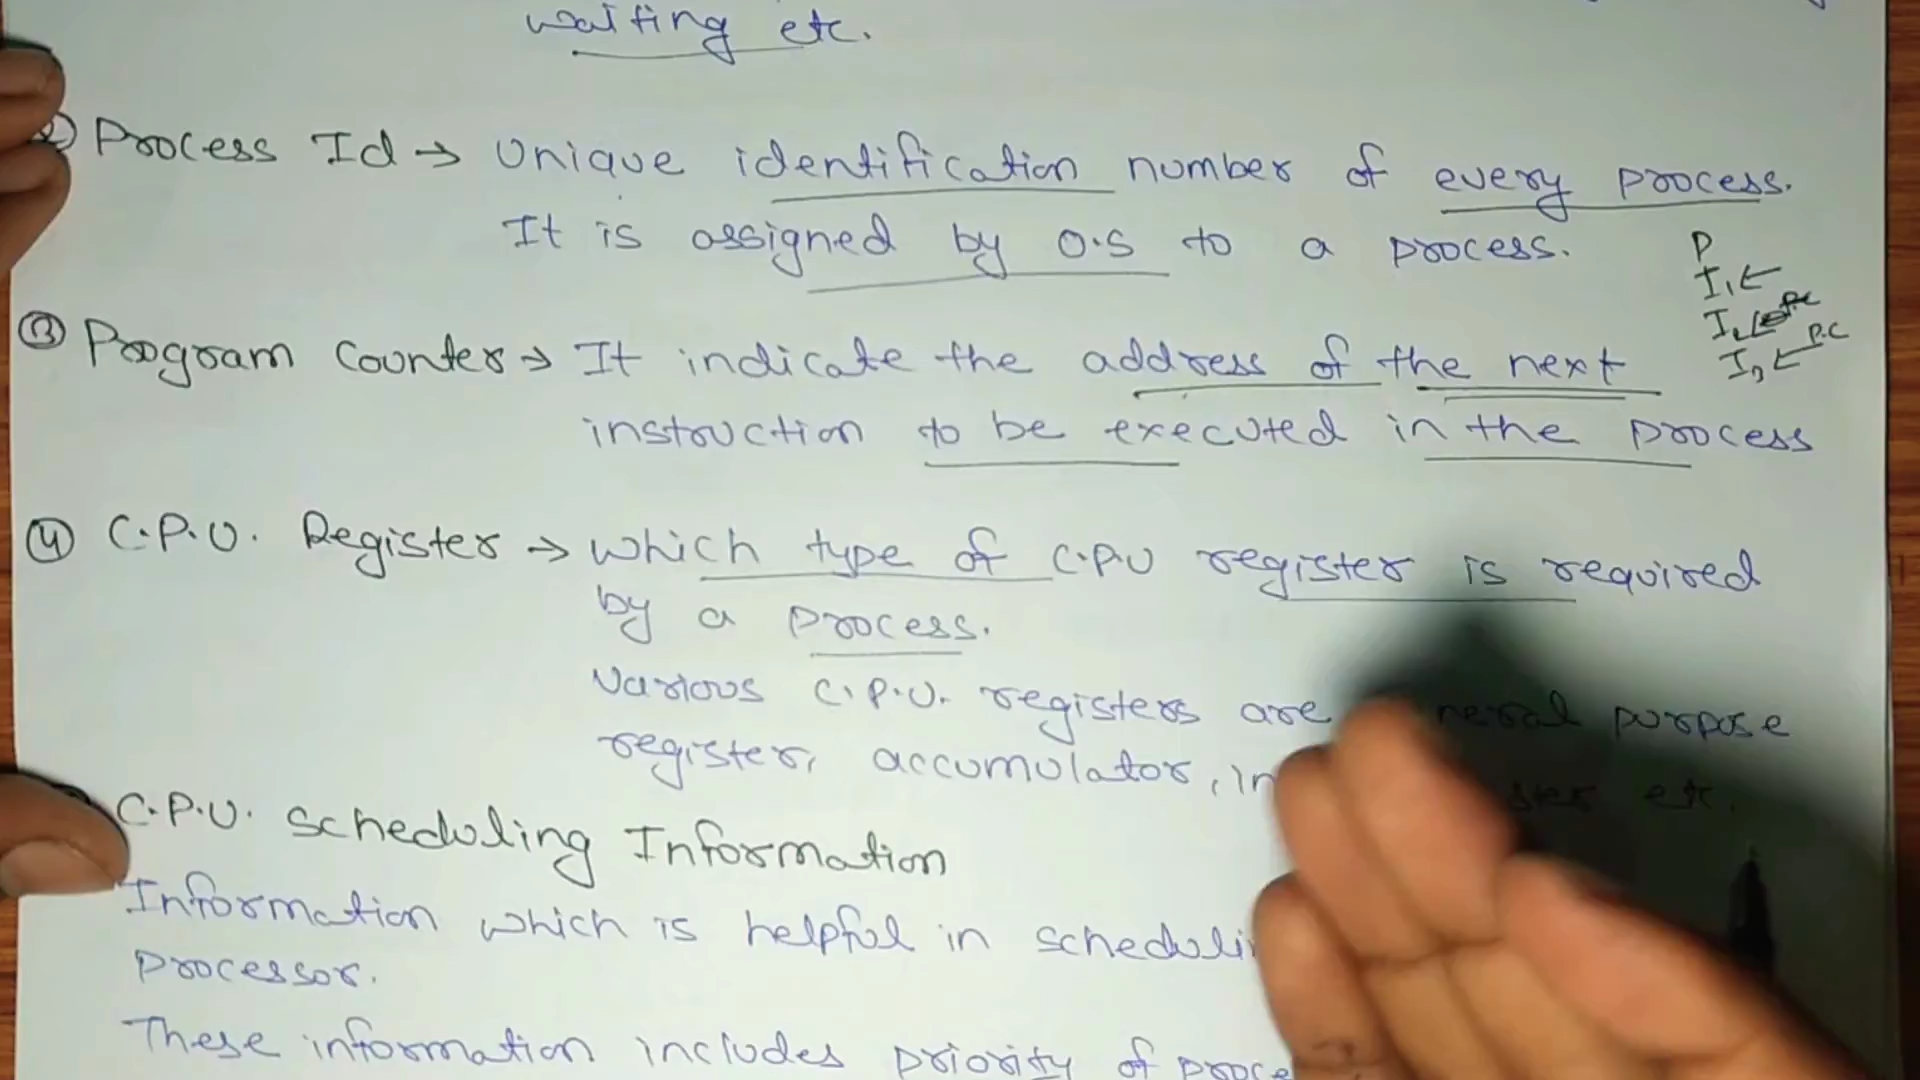 waiting etc.
② Process Id → Unique identification number of every process.
It is assigned by O.S to a process.
P
I₁ ←
I₂ ← P.C
I₃ ← P.C
③ Program Counter → It indicate the address of the next
instruction to be executed in the process
④ C.P.U. Register → Which type of C.P.U register is required
by a process.
Various C.P.U. registers are purpose
register, accumulator, etc.
C.P.U. Scheduling Information
Information which is helpful in
processor.
These information includes priority of